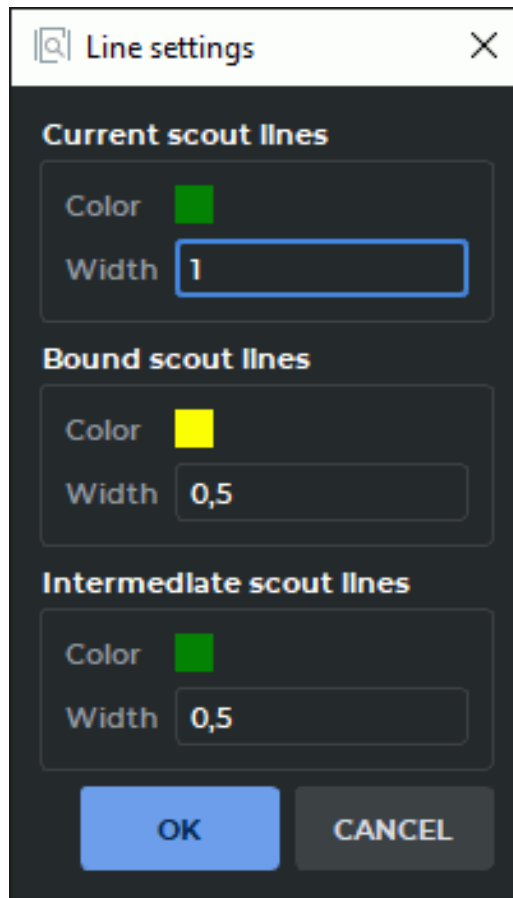 Line settings
Current scout lines
Color
Width 1
Bound scout lines
Color
Width 0,5
Intermediate scout lines
Color
Width 0,5
OK CANCEL